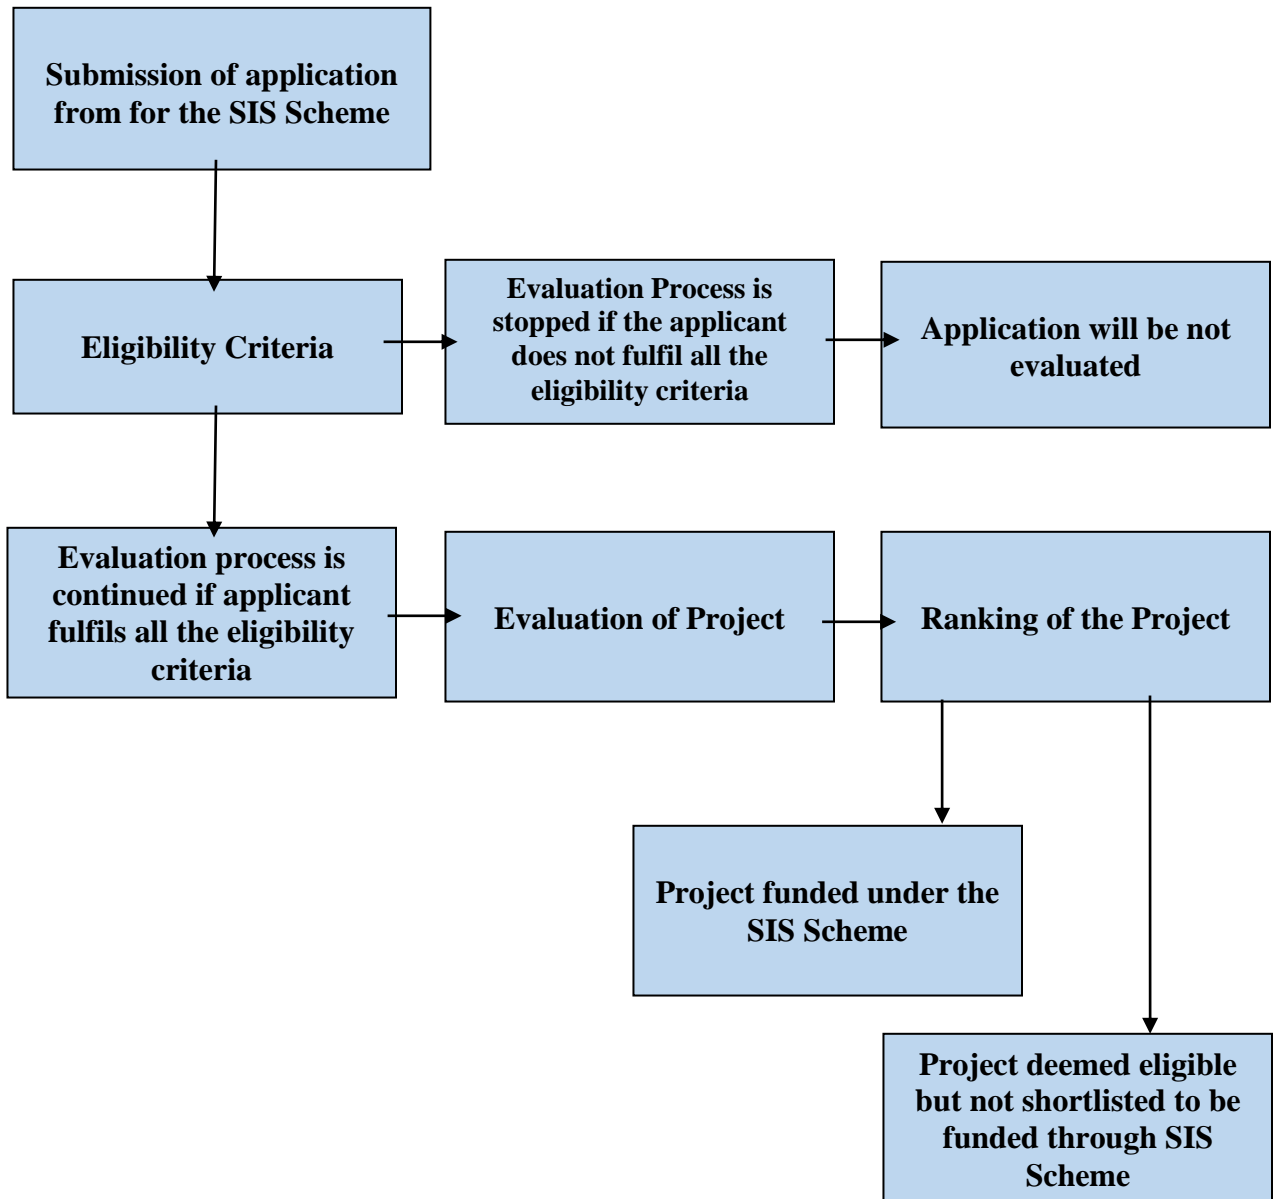 Submission of application
from for the SIS Scheme
Eligibility Criteria
Evaluation Process is
stopped if the applicant
does not fulfil all the
eligibility criteria
Application will be not
evaluated
Evaluation process is
continued if applicant
fulfils all the eligibility
criteria
Evaluation of Project
Ranking of the Project
Project funded under the
SIS Scheme
Project deemed eligible
but not shortlisted to be
funded through SIS
Scheme